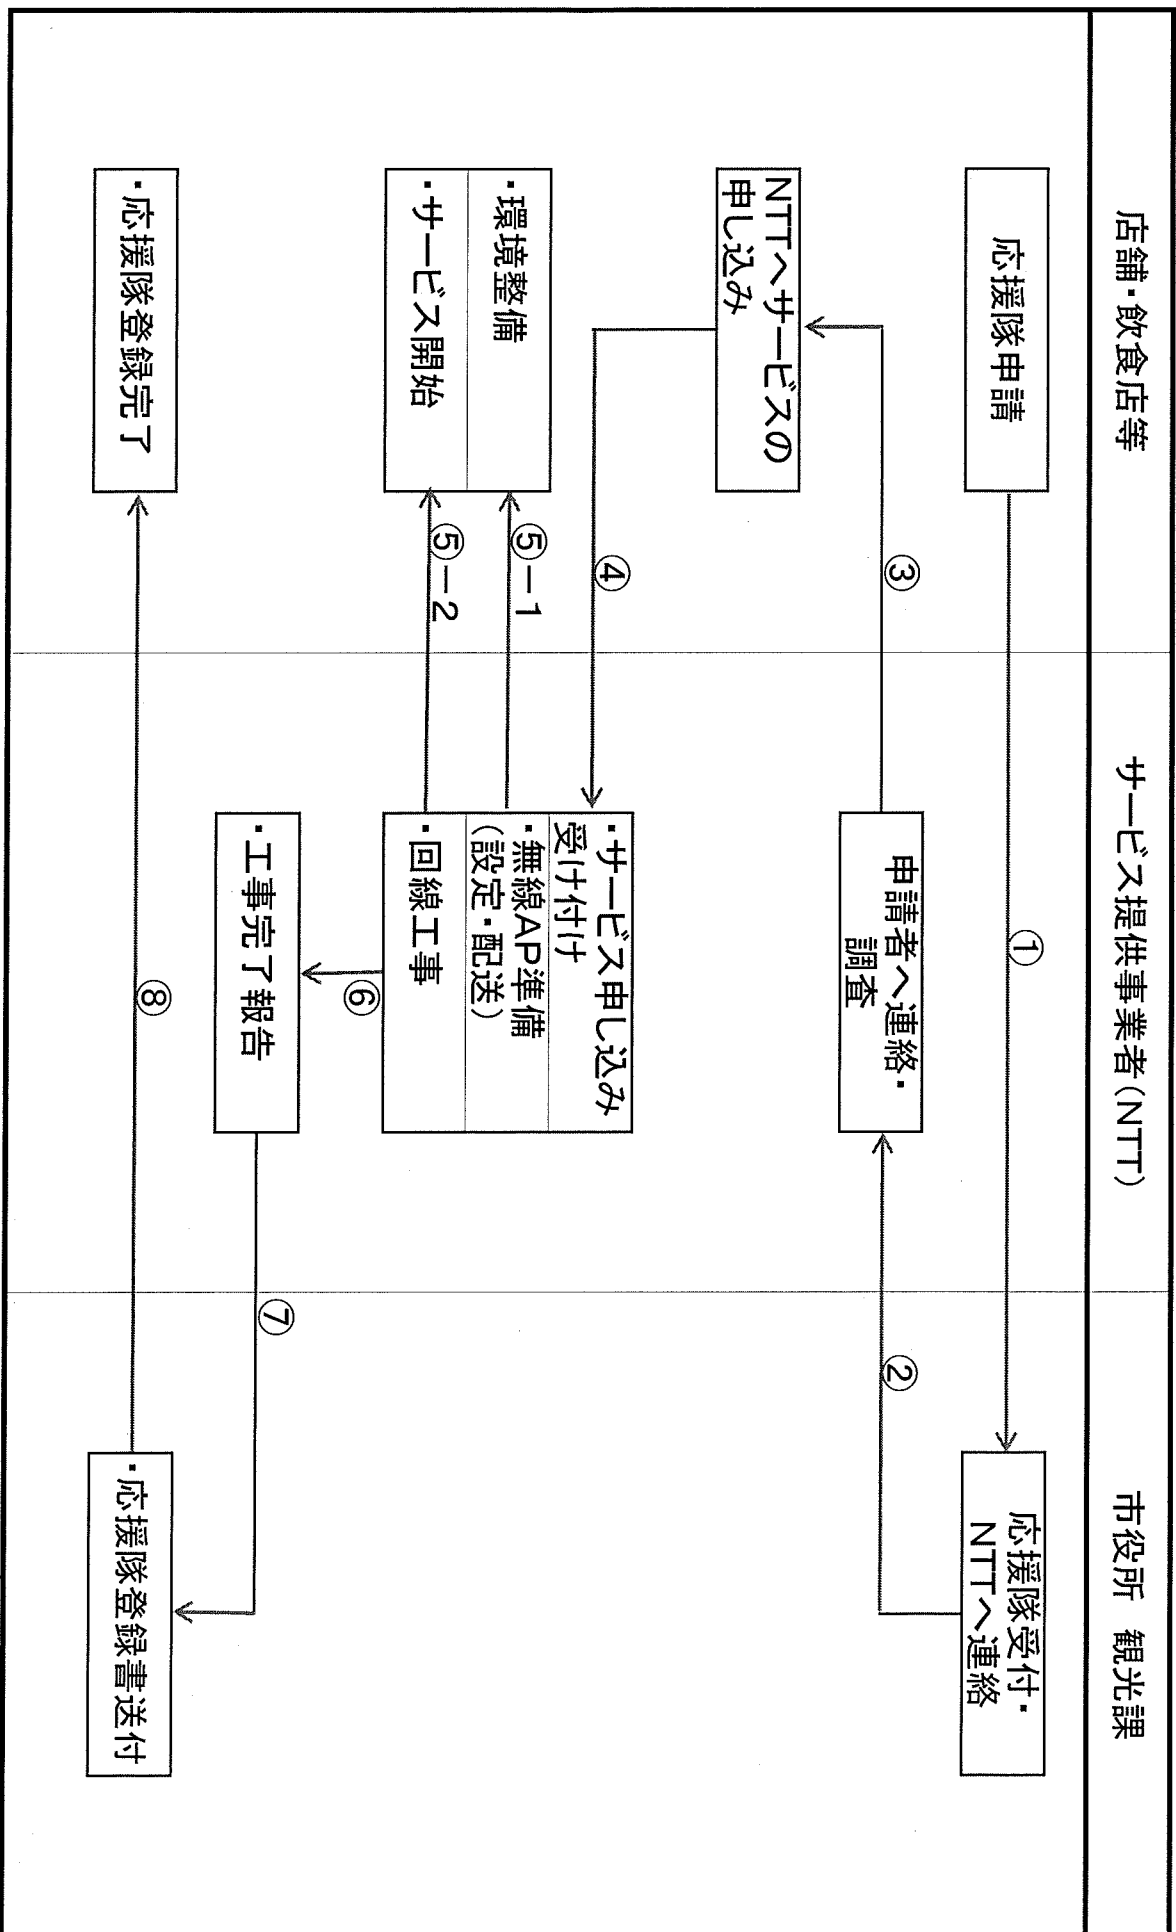 店舗・飲食店等
サービス提供事業者(NTT)
市役所 観光課
応援隊申請
①
応援隊受付・
NTTへ連絡
②
申請者へ連絡・
調査
③
NTTへサービスの
申し込み
④
・サービス申し込み
受け付け
・無線AP準備
(設定・配送)
・回線工事
⑤－1
⑤－2
・環境整備
・サービス開始
⑥
・工事完了報告
⑦
・応援隊登録書送付
⑧
・応援隊登録完了